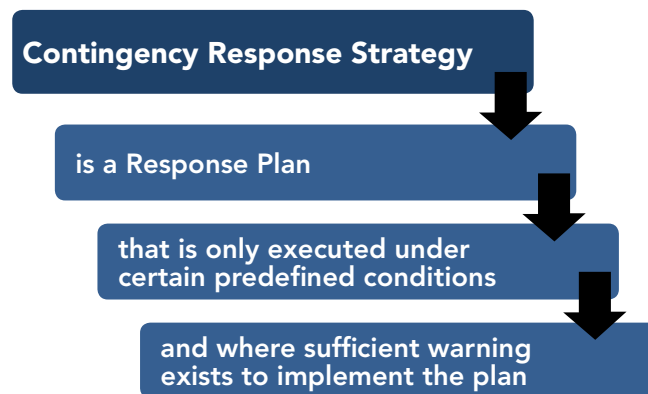 Contingency Response Strategy
is a Response Plan
that is only executed under
certain predefined conditions
and where sufficient warning
exists to implement the plan